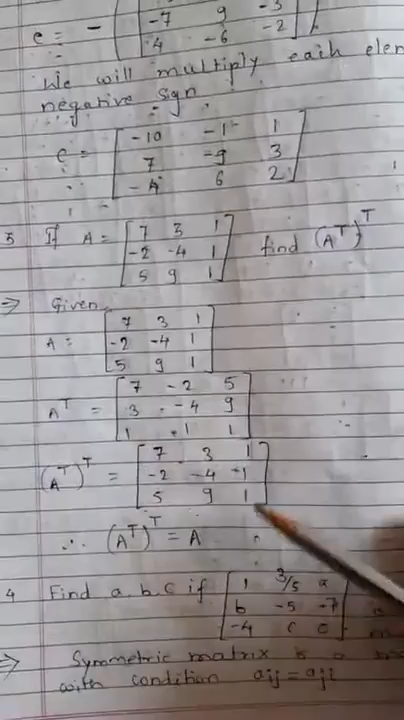 C = - [ -7 9 -3
4 -6 -2 ]
We will multiply each
negative sign
∴ C = [ -10 -1 1
7 -9 3
-4 6 2 ]
If A = [ 7 3 1
-2 -4 1
5 9 1 ] find (A^T)^T
⇒ Given
A = [ 7 3 1
-2 -4 1
5 9 1 ]
A^T = [ 7 -2 5
3 -4 9
1 1 1 ]
(A^T)^T = [ 7 3 1
-2 -4 1
5 9 1 ]
∴ (A^T)^T = A
4 Find a, b, c if [ 1 3/5 a
b -5 -7
-4 c 0 ]
⇒ Symmetric matrix is a
with condition aij = aji